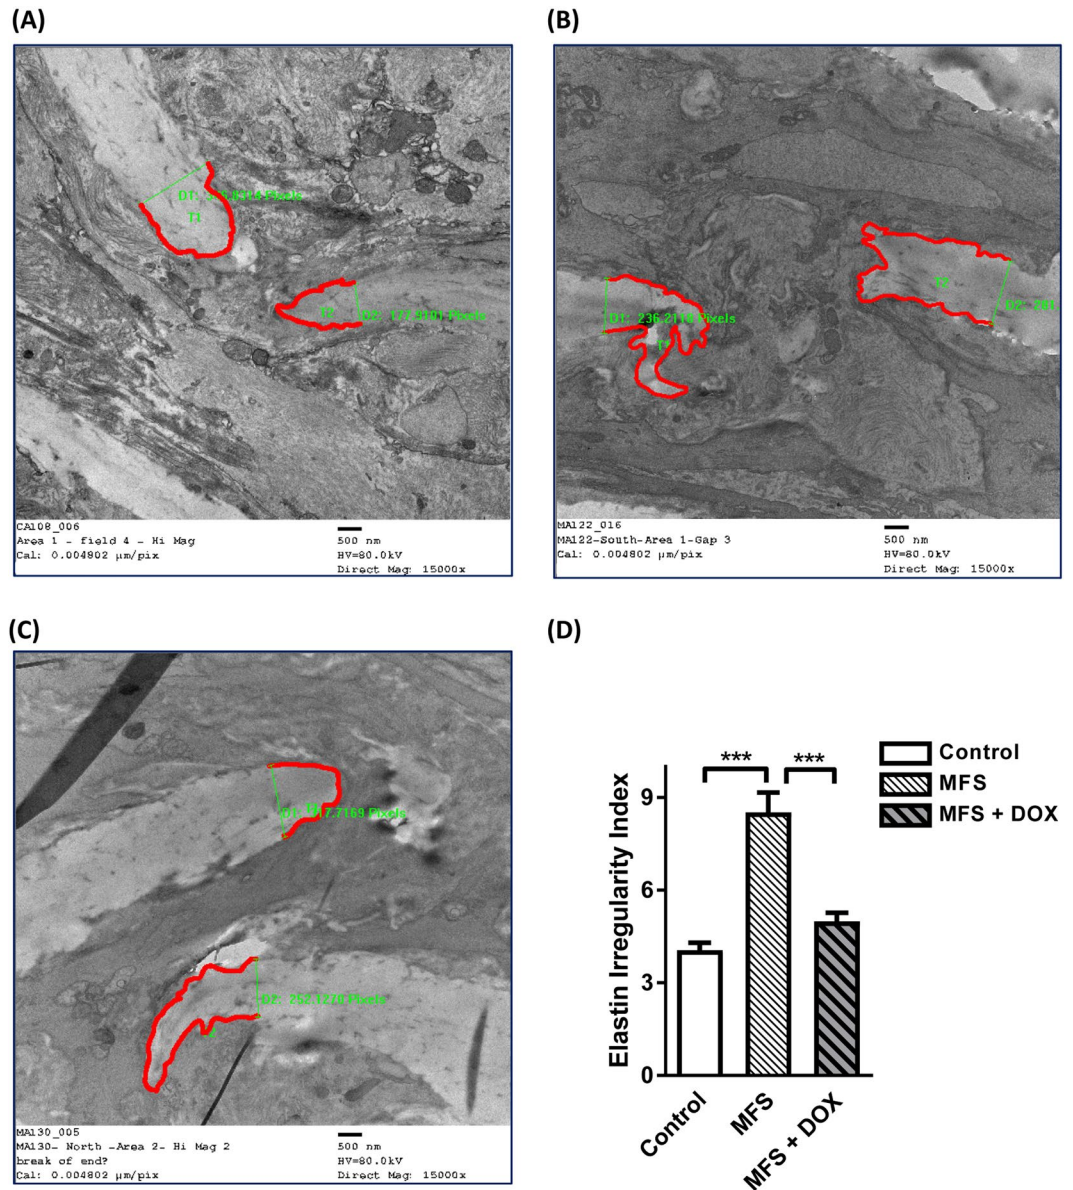 (A)
(B)
T1
T2
D2: 177.4101 Pixels
CA108_006
Area 1 - field 4 - Hi Mag
Cal: 0.004802 µm/pix
500 nm
HV=80.0kV
Direct Mag: 15000x
D1: 236.2118 Pixels
T2
MA122_016
MA122-South-Area 1-Gap 3
Cal: 0.004802 µm/pix
500 nm
HV=80.0kV
Direct Mag: 15000x
(C)
(D)
D2: 252.1270 Pixels
MA130_005
MA130- North -Area 2- Hi Mag 2
break of end?
Cal: 0.004802 µm/pix
500 nm
HV=80.0kV
Direct Mag: 15000x
Control
MFS
MFS + DOX
***
***
Elastin Irregularity Index
9
6
3
0
Control
MFS
MFS + DOX